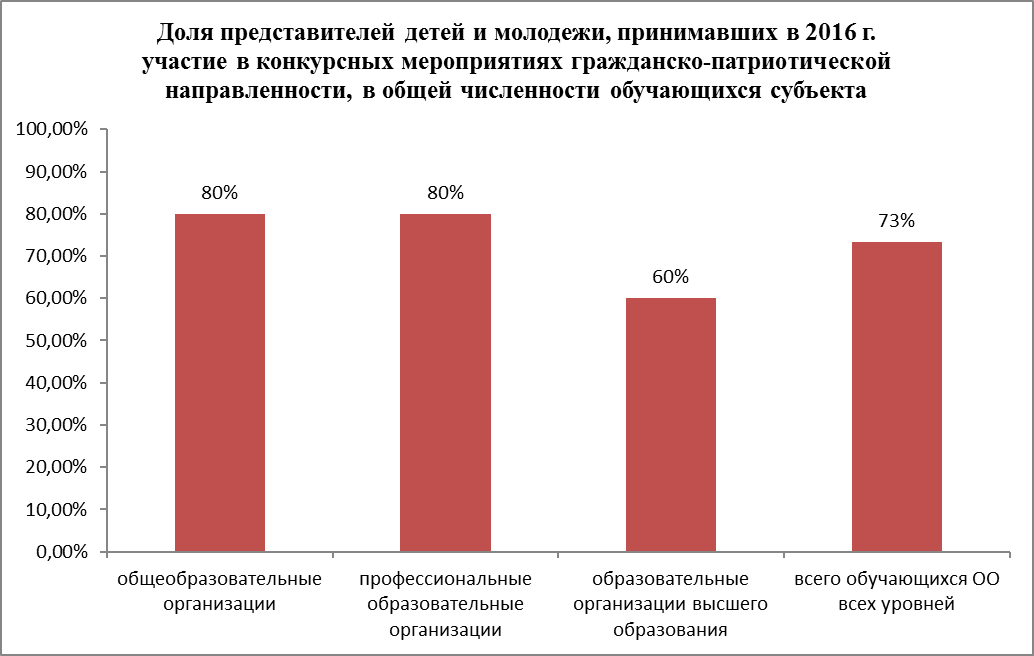 Доля представителей детей и молодежи, принимавших в 2016 г.
участие в конкурсных мероприятиях гражданско-патриотической
направленности, в общей численности обучающихся субъекта
100,00%
90,00%
80,00%
70,00%
60,00%
50,00%
40,00%
30,00%
20,00%
10,00%
0,00%
80%
80%
60%
73%
общеобразовательные
организации
профессиональные
образовательные
организации
образовательные
организации высшего
образования
всего обучающихся ОО
всех уровней